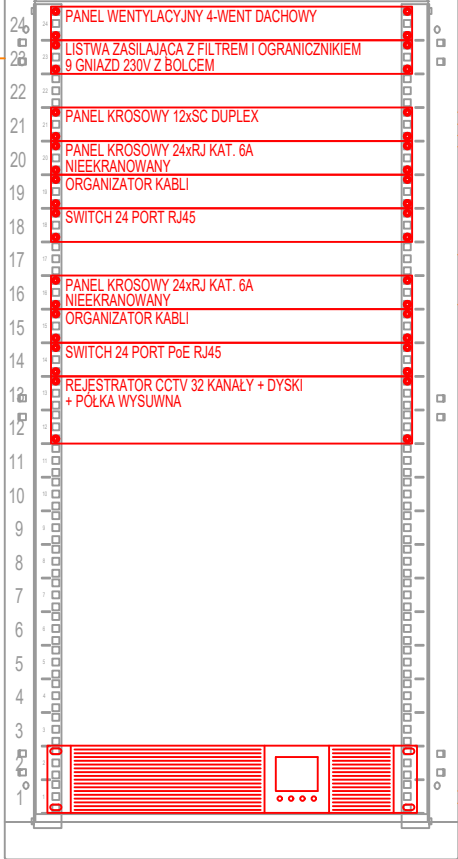 24
PANEL WENTYLACYJNY 4-WENT DACHOWY
23
LISTWA ZASILAJĄCA Z FILTREM I OGRANICZNIKIEM
9 GNIAZD 230V Z BOLCEM
22
21
PANEL KROSOWY 12xSC DUPLEX
20
PANEL KROSOWY 24xRJ KAT. 6A
NIEEKRANOWANY
19
ORGANIZATOR KABLI
18
SWITCH 24 PORT RJ45
17
16
PANEL KROSOWY 24xRJ KAT. 6A
NIEEKRANOWANY
15
ORGANIZATOR KABLI
14
SWITCH 24 PORT PoE RJ45
13
REJESTRATOR CCTV 32 KANAŁY + DYSKI
+ PÓŁKA WYSUWNA
12
11
10
9
8
7
6
5
4
3
2
1